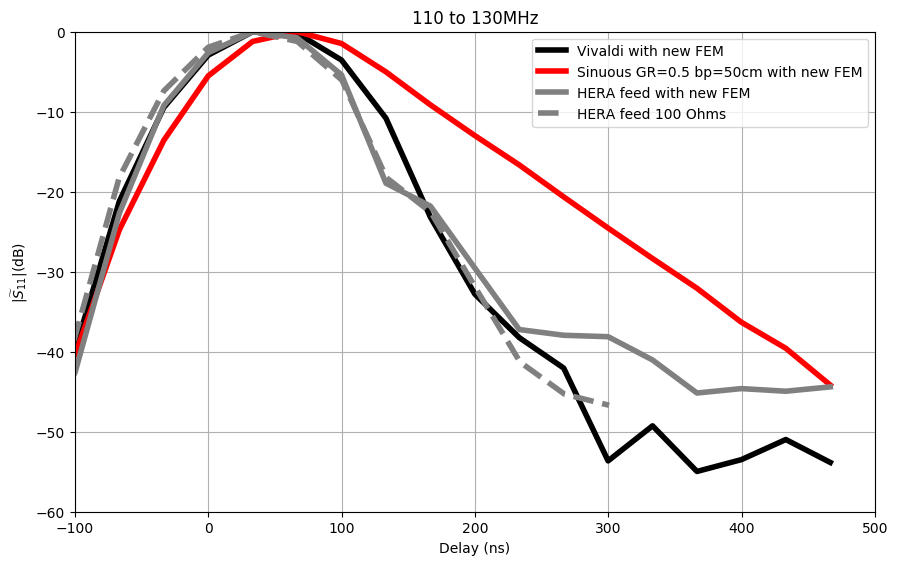 110 to 130MHz
Vivaldi with new FEM
Sinuous GR=0.5 bp=50cm with new FEM
HERA feed with new FEM
HERA feed 100 Ohms
0
−10
−20
−30
−40
−50
−60
|S̃₁₁|(dB)
−100 0 100 200 300 400 500
Delay (ns)